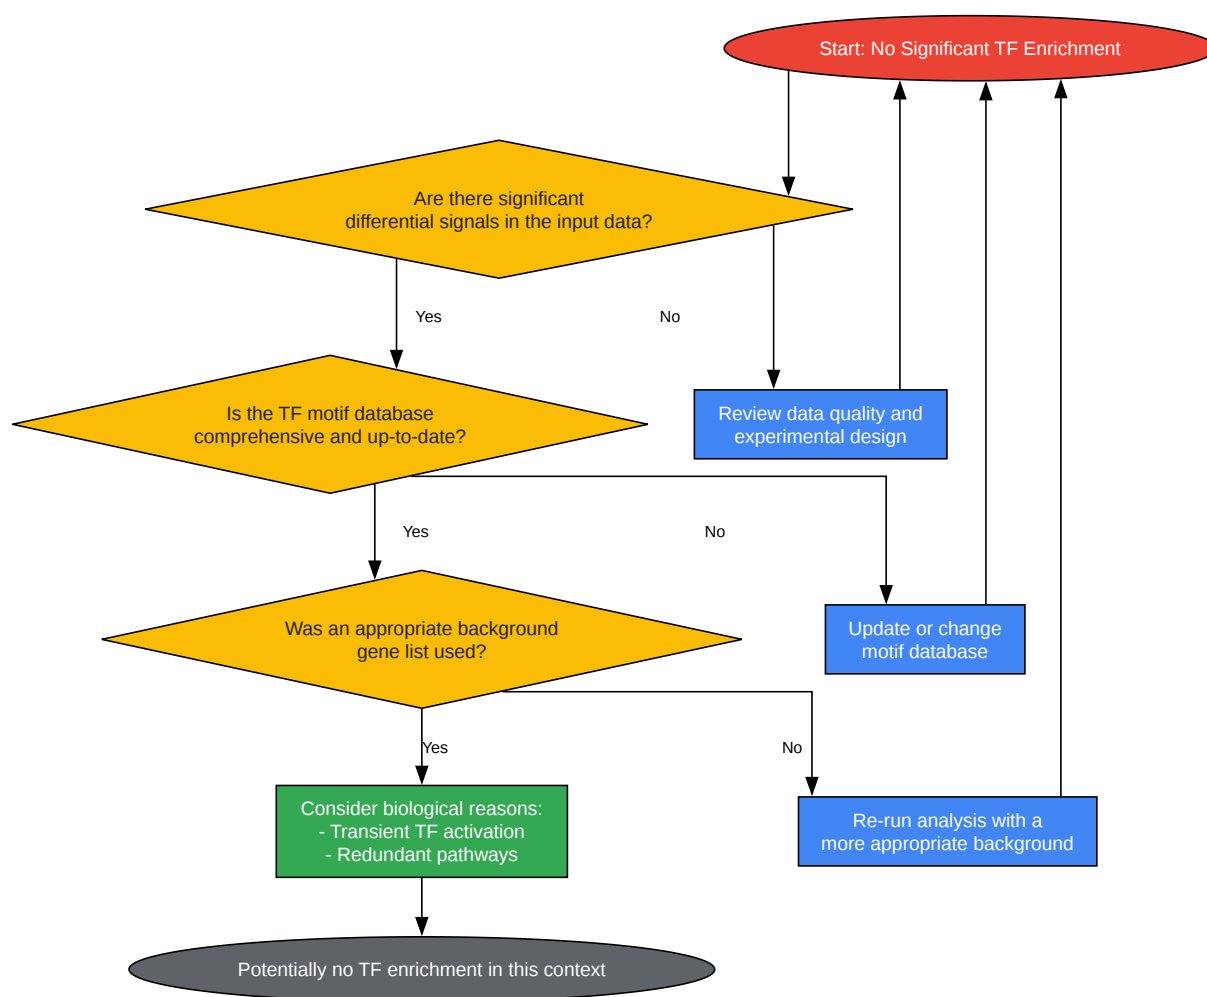 Start: No Significant TF Enrichment
Are there significant
differential signals in the input data?
Yes
No
Is the TF motif database
comprehensive and up-to-date?
Review data quality and
experimental design
Yes
No
Was an appropriate background
gene list used?
Update or change
motif database
Yes
No
Consider biological reasons:
- Transient TF activation
- Redundant pathways
Re-run analysis with a
more appropriate background
Potentially no TF enrichment in this context